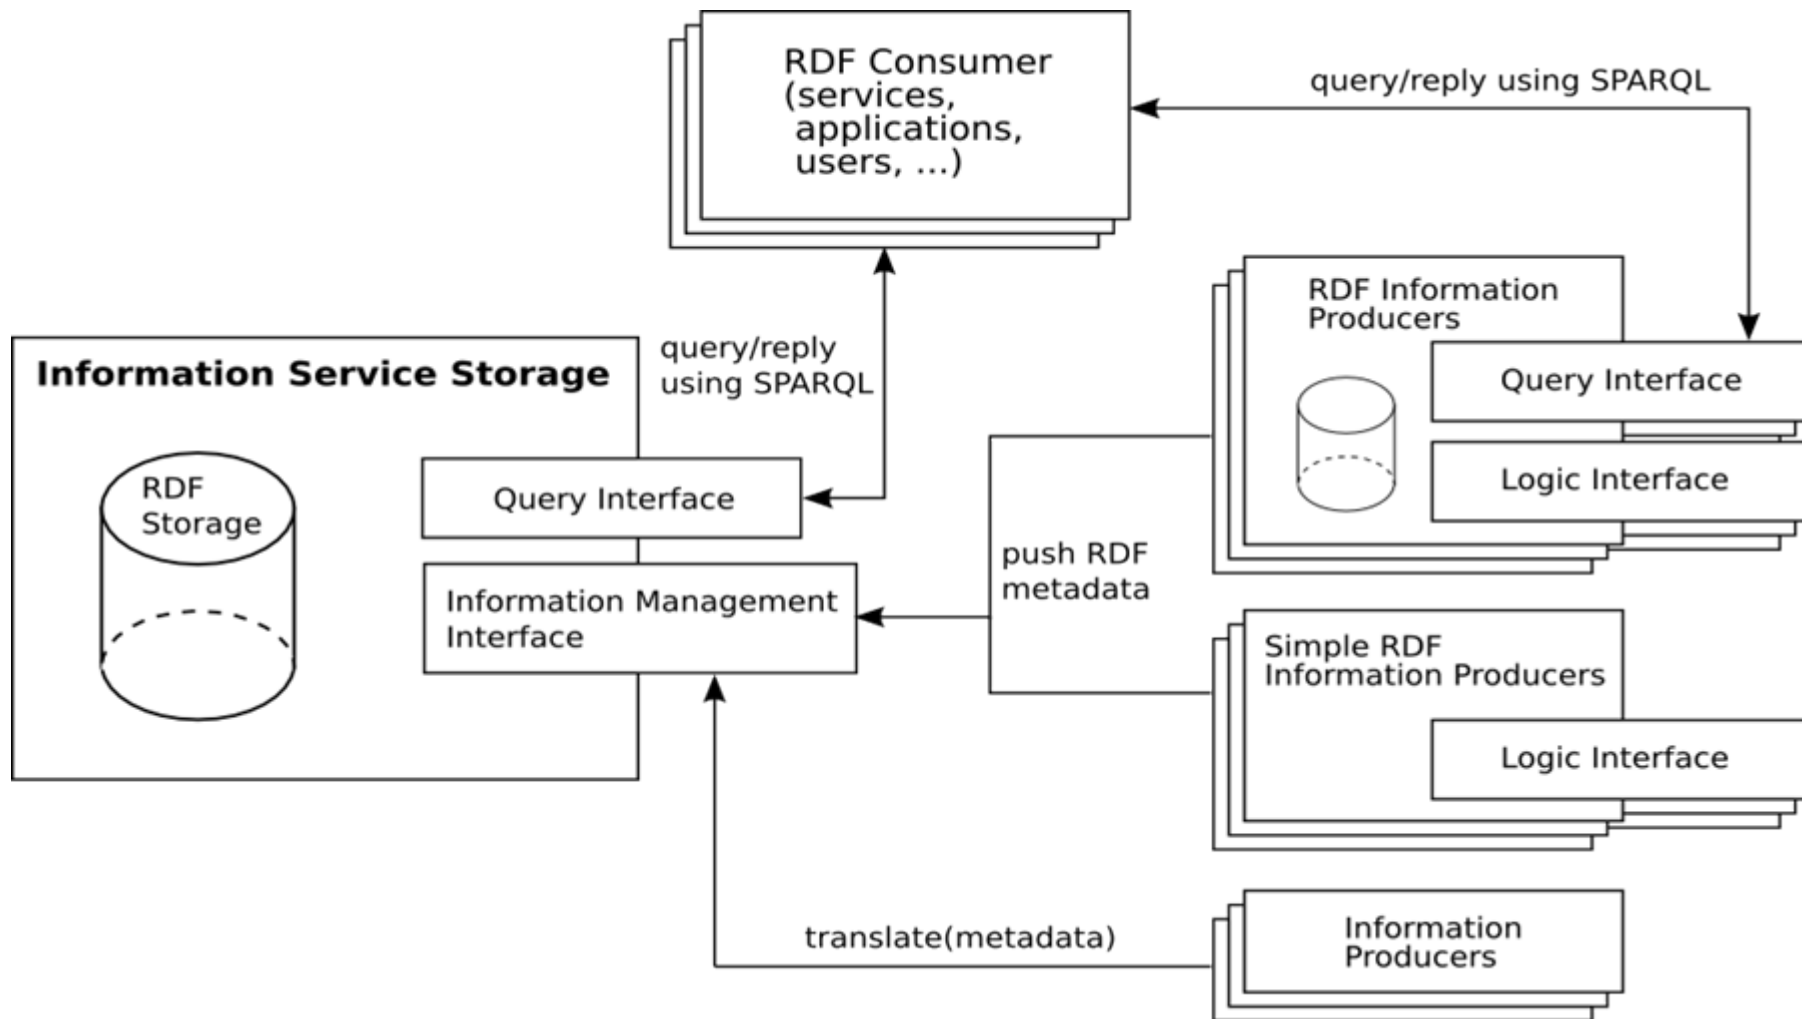 RDF Consumer
(services,
applications,
users, ...)
query/reply using SPARQL
RDF Information
Producers
Query Interface
Logic Interface
query/reply
using SPARQL
Information Service Storage
RDF
Storage
Query Interface
Information Management
Interface
push RDF
metadata
Simple RDF
Information Producers
Logic Interface
translate(metadata)
Information
Producers